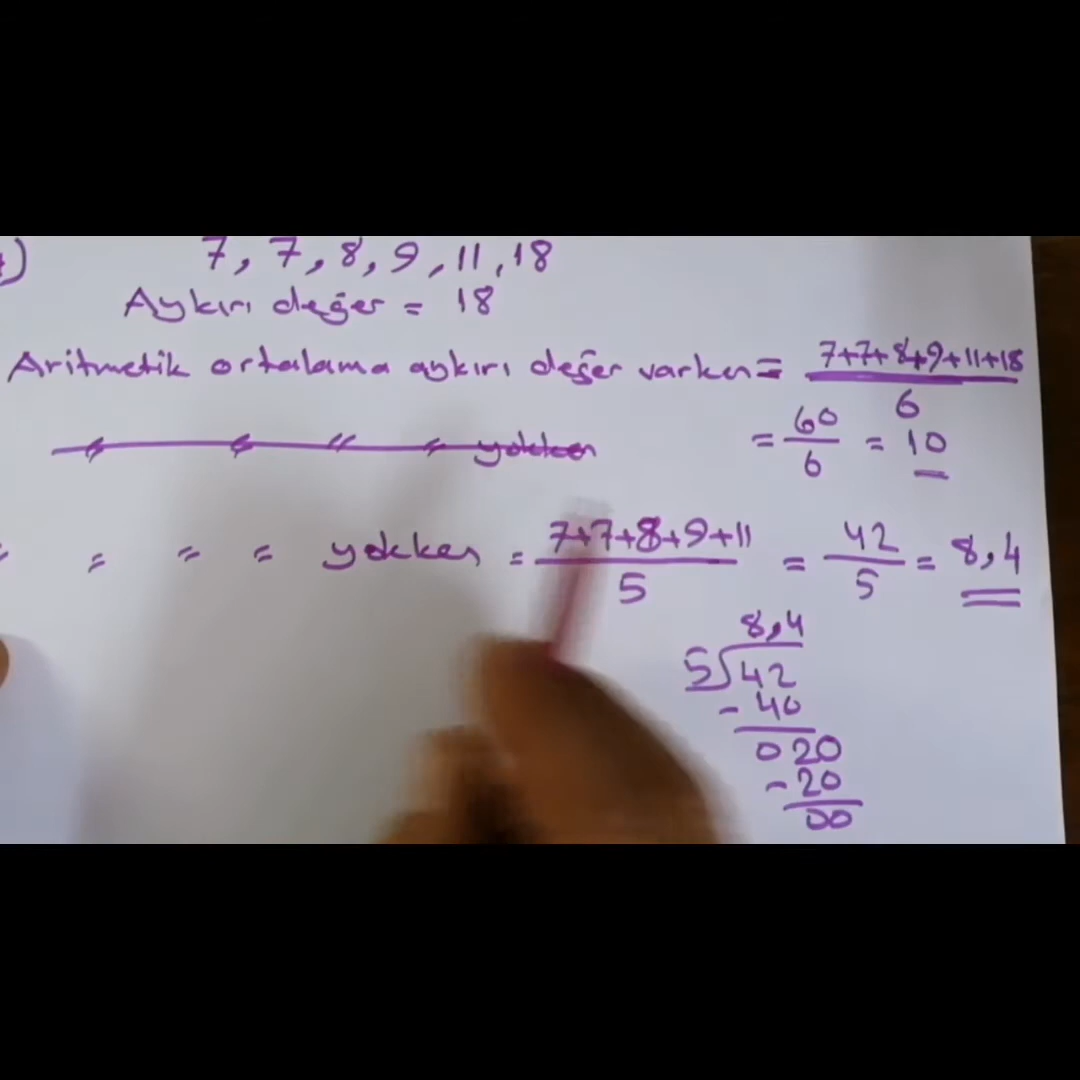 ) 7, 7, 8, 9, 11, 18
Aykırı değer = 18
Aritmetik ortalama aykırı değer varken = 7+7+8+9+11+18 / 6
= 60/6 = 10
" " " " yokken
" " " " yokken = 7+7+8+9+11 / 5 = 42/5 = 8,4
8,4
5 42
- 40
020
- 20
00